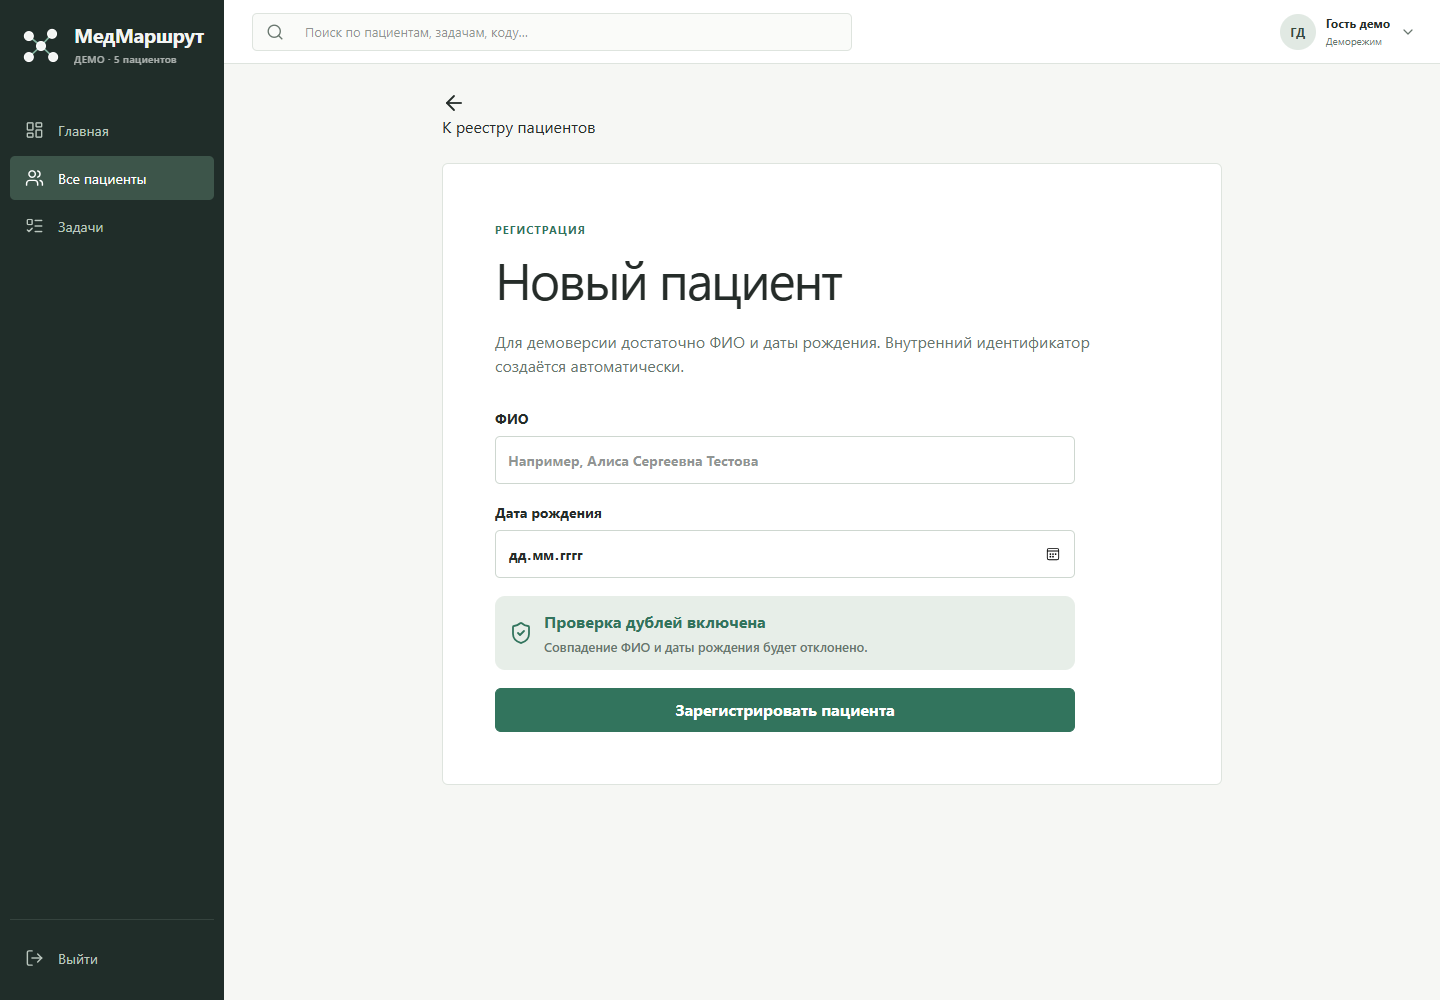 МедМаршрут
ДЕМО · 5 пациентов
Главная
Все пациенты
Задачи
Выйти
Поиск по пациентам, задачам, коду...
ГД
Гость демо
Деморежим
К реестру пациентов
РЕГИСТРАЦИЯ
Новый пациент
Для демоверсии достаточно ФИО и даты рождения. Внутренний идентификатор
создаётся автоматически.
ФИО
Например, Алиса Сергеевна Тестова
Дата рождения
дд.мм.гггг
Проверка дублей включена
Совпадение ФИО и даты рождения будет отклонено.
Зарегистрировать пациента